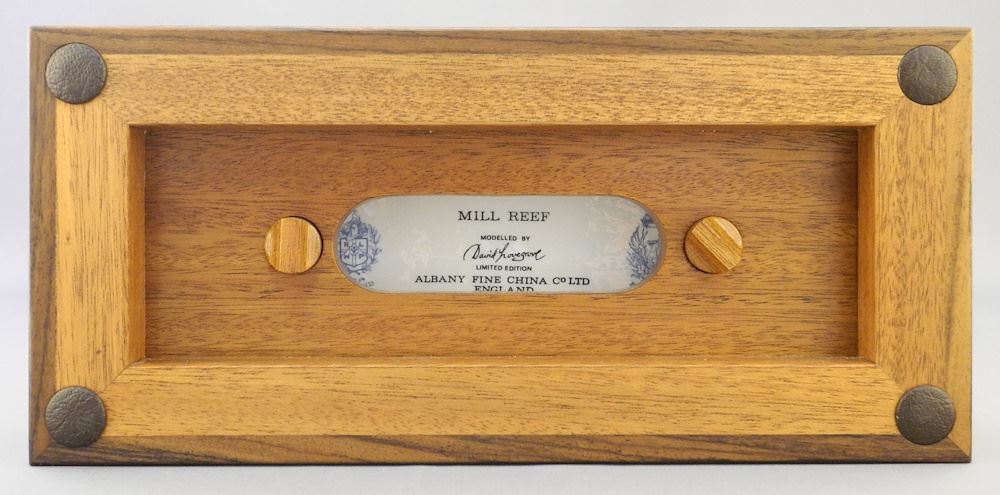 MILL REEF
MODELLED BY
David Lovegrove
LIMITED EDITION
ALBANY FINE CHINA Cº LTD
ENGLAND